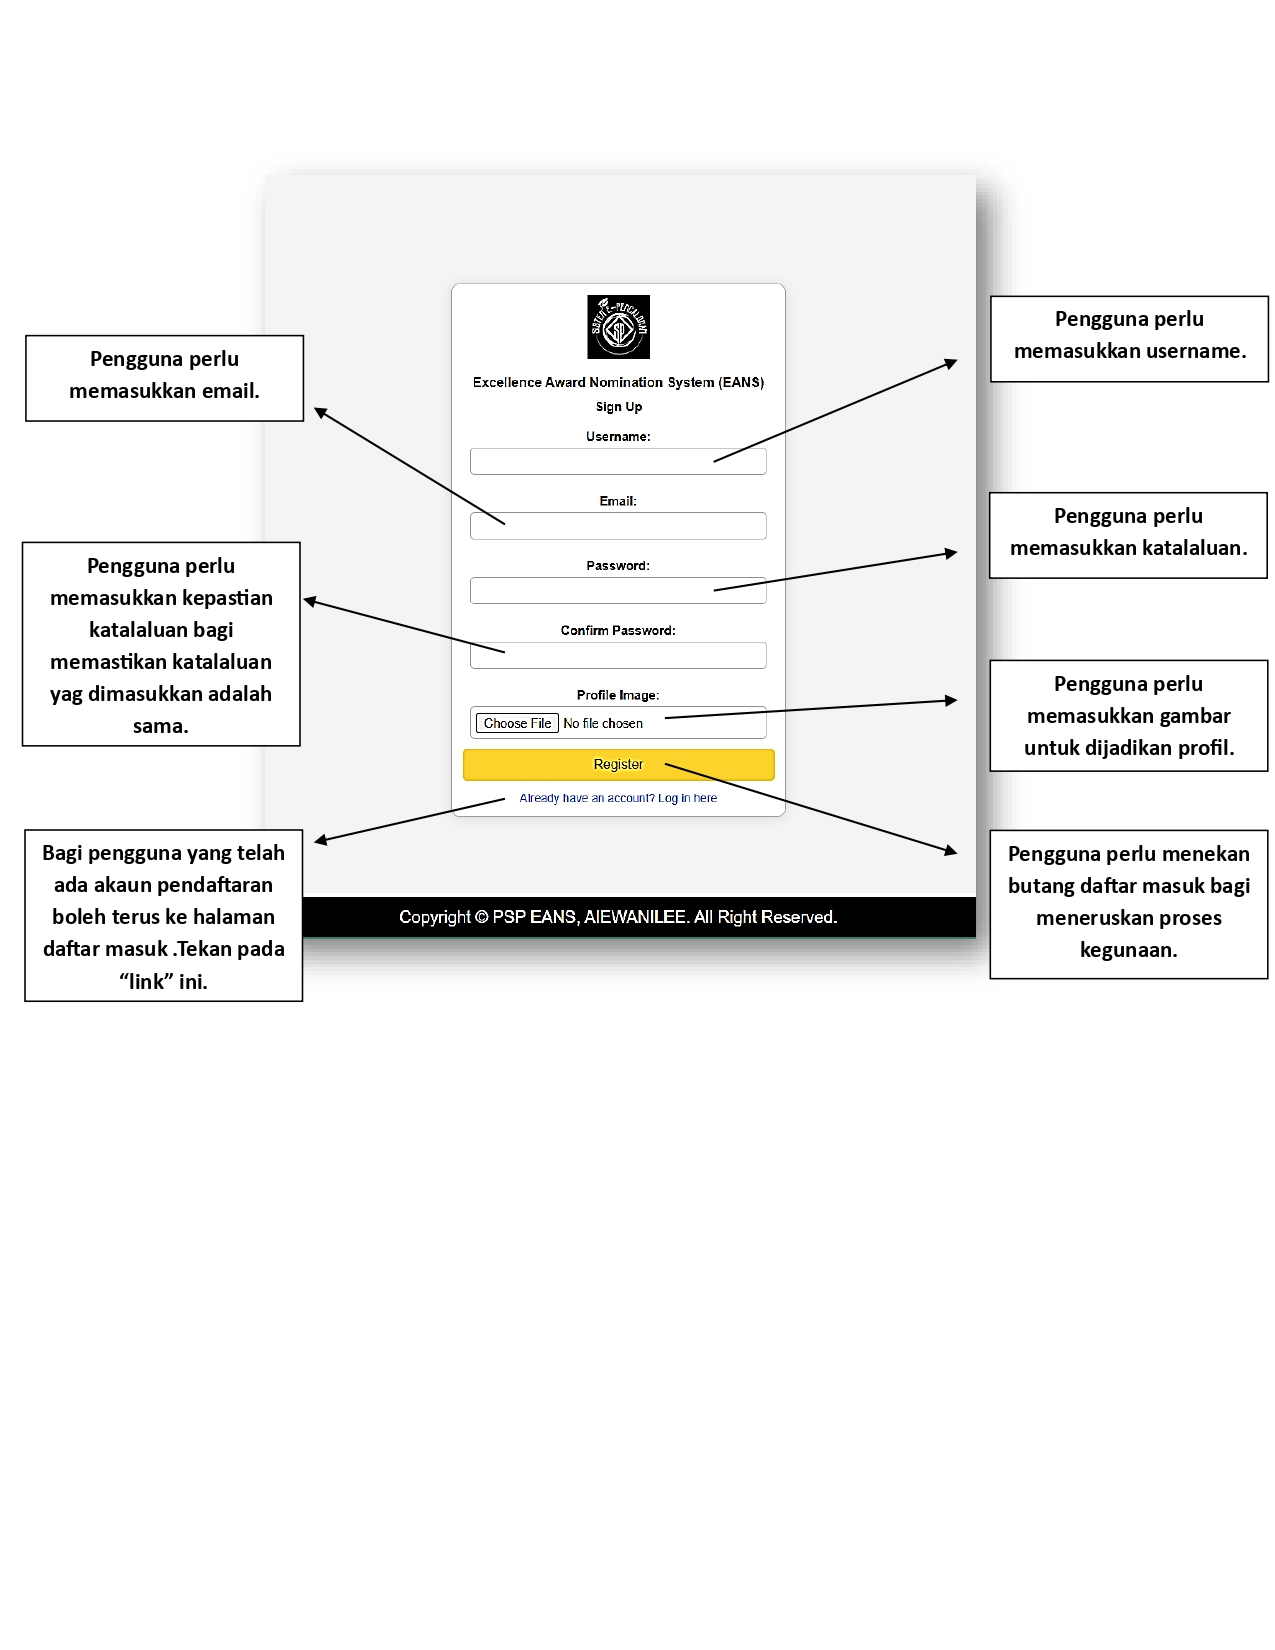 SISTEM E-PENCALONAN
SP
Excellence Award Nomination System (EANS)
Sign Up
Username:
Email:
Password:
Confirm Password:
Profile Image:
Choose File No file chosen
Register
Already have an account? Log in here
Copyright © PSP EANS, AIEWANILEE. All Right Reserved.
Pengguna perlu
memasukkan email.
Pengguna perlu
memasukkan kepastian
katalaluan bagi
memastikan katalaluan
yag dimasukkan adalah
sama.
Bagi pengguna yang telah
ada akaun pendaftaran
boleh terus ke halaman
daftar masuk .Tekan pada
“link” ini.
Pengguna perlu
memasukkan username.
Pengguna perlu
memasukkan katalaluan.
Pengguna perlu
memasukkan gambar
untuk dijadikan profil.
Pengguna perlu menekan
butang daftar masuk bagi
meneruskan proses
kegunaan.